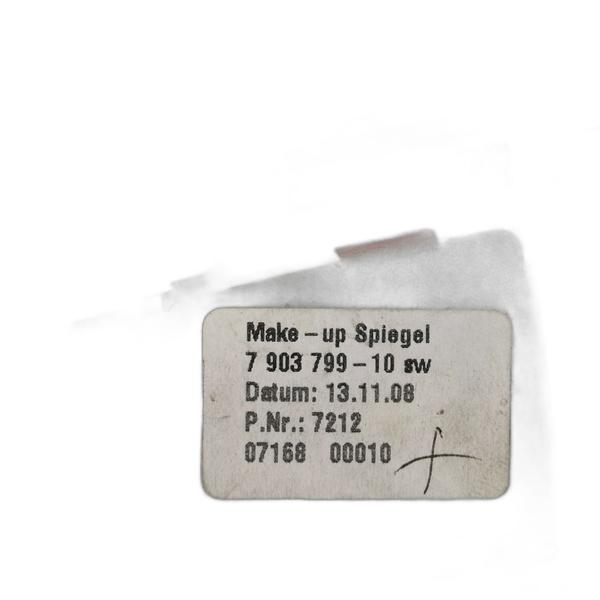 Make-up Spiegel
7 903 799-10 sw
Datum: 13.11.08
P.Nr.: 7212
07168 00010